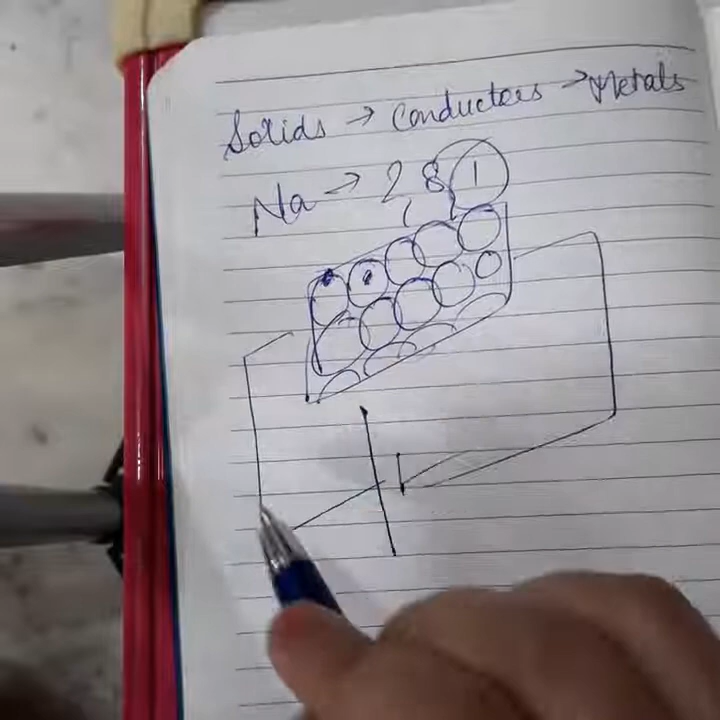 Solids → Conductors → Metals
Na → 2 8 1